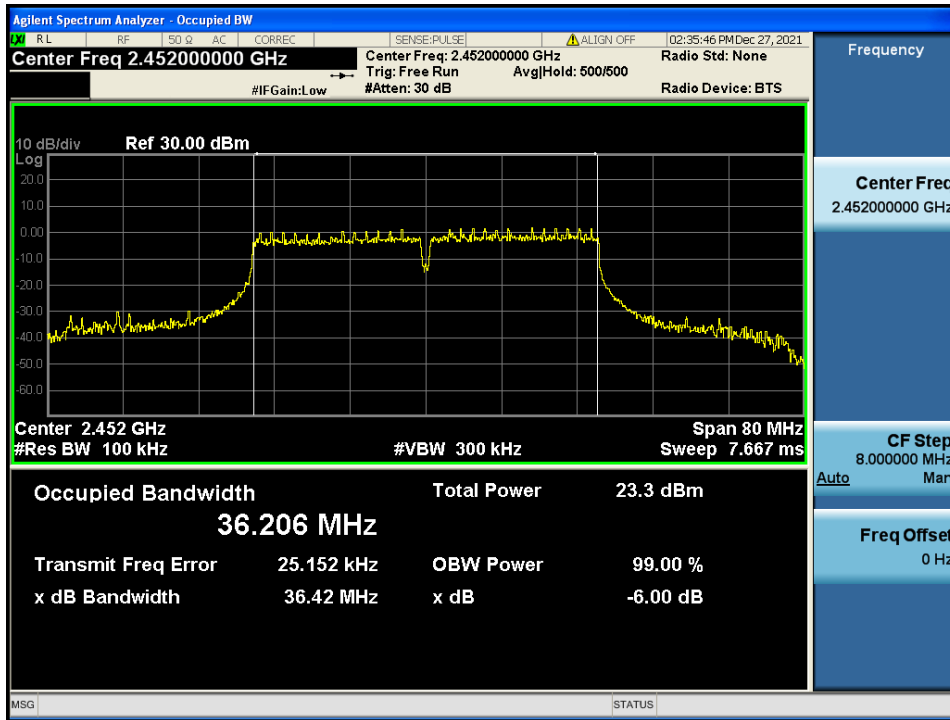 Agilent Spectrum Analyzer - Occupied BW
LXI RL RF 50 Ω AC CORREC SENSE:PULSE ALIGN OFF 02:35:46 PM Dec 27, 2021
Center Freq 2.452000000 GHz
Center Freq: 2.452000000 GHz Radio Std: None
Trig: Free Run Avg|Hold: 500/500
#IFGain:Low #Atten: 30 dB Radio Device: BTS
10 dB/div Ref 30.00 dBm
Log
20.0
10.0
0.00
-10.0
-20.0
-30.0
-40.0
-50.0
-60.0
Center 2.452 GHz Span 80 MHz
#Res BW 100 kHz #VBW 300 kHz Sweep 7.667 ms
Occupied Bandwidth Total Power 23.3 dBm
36.206 MHz
Transmit Freq Error 25.152 kHz OBW Power 99.00 %
x dB Bandwidth 36.42 MHz x dB -6.00 dB
MSG STATUS
Frequency
Center Freq
2.452000000 GHz
CF Step
8.000000 MHz
Auto Man
Freq Offset
0 Hz